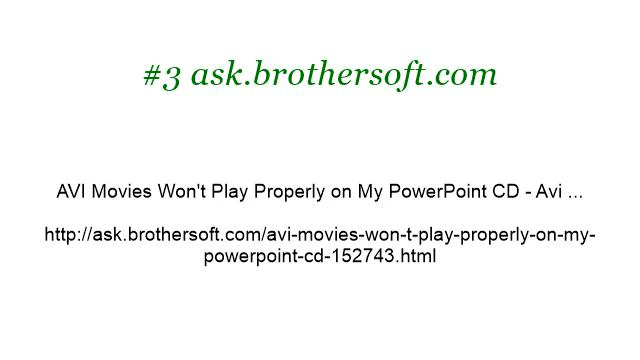 #3 ask.brothersoft.com
AVI Movies Won't Play Properly on My PowerPoint CD - Avi ...
http://ask.brothersoft.com/avi-movies-won-t-play-properly-on-my-
powerpoint-cd-152743.html